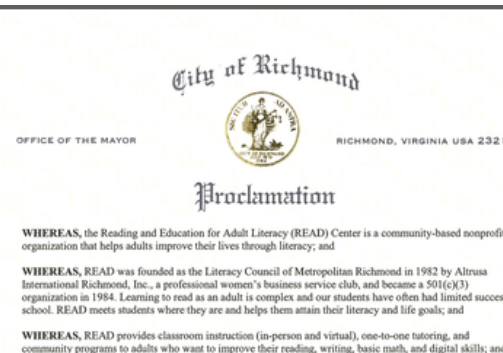 City of Richmond
SIC ITUR AD ASTRA
OFFICE OF THE MAYOR
RICHMOND, VIRGINIA USA 232
Proclamation
WHEREAS, the Reading and Education for Adult Literacy (READ) Center is a community-based nonprofit
organization that helps adults improve their lives through literacy; and
WHEREAS, READ was founded as the Literacy Council of Metropolitan Richmond in 1982 by Altrusa
International Richmond, Inc., a professional women's business service club, and became a 501(c)(3)
organization in 1984. Learning to read as an adult is complex and our students have often had limited succes
school. READ meets students where they are and helps them attain their literacy and life goals; and
WHEREAS, READ provides classroom instruction (in-person and virtual), one-to-one tutoring, and
community programs to adults who want to improve their reading, writing, basic math, and digital skills; and